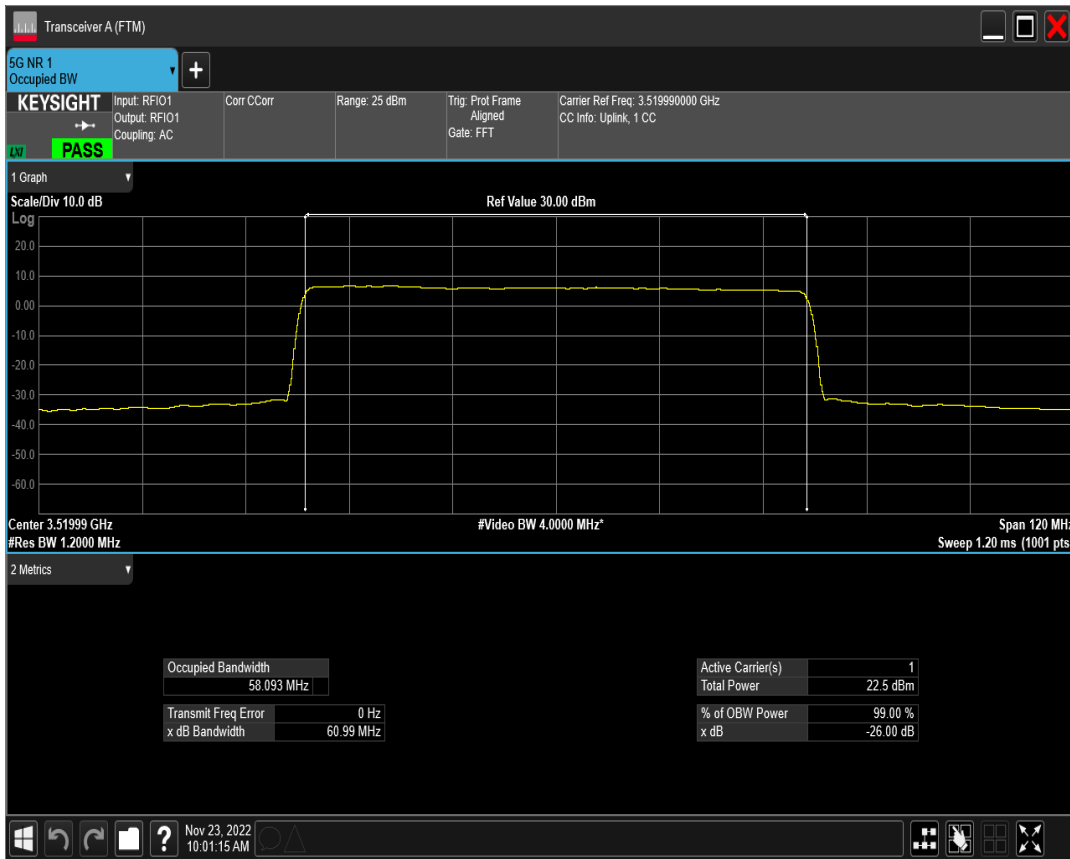 Transceiver A (FTM)
5G NR 1
Occupied BW
KEYSIGHT
LXI
PASS
Input: RFIO1
Output: RFIO1
Coupling: AC
Corr CCorr
Range: 25 dBm
Trig: Prot Frame
Aligned
Gate: FFT
Carrier Ref Freq: 3.519990000 GHz
CC Info: Uplink, 1 CC
1 Graph
Scale/Div 10.0 dB
Ref Value 30.00 dBm
Log
20.0
10.0
0.00
-10.0
-20.0
-30.0
-40.0
-50.0
-60.0
Center 3.51999 GHz
#Video BW 4.0000 MHz*
Span 120 MHz
#Res BW 1.2000 MHz
Sweep 1.20 ms (1001 pts
2 Metrics
Occupied Bandwidth
58.093 MHz
Transmit Freq Error 0 Hz
x dB Bandwidth 60.99 MHz
Active Carrier(s) 1
Total Power 22.5 dBm
% of OBW Power 99.00 %
x dB -26.00 dB
?
Nov 23, 2022
10:01:15 AM